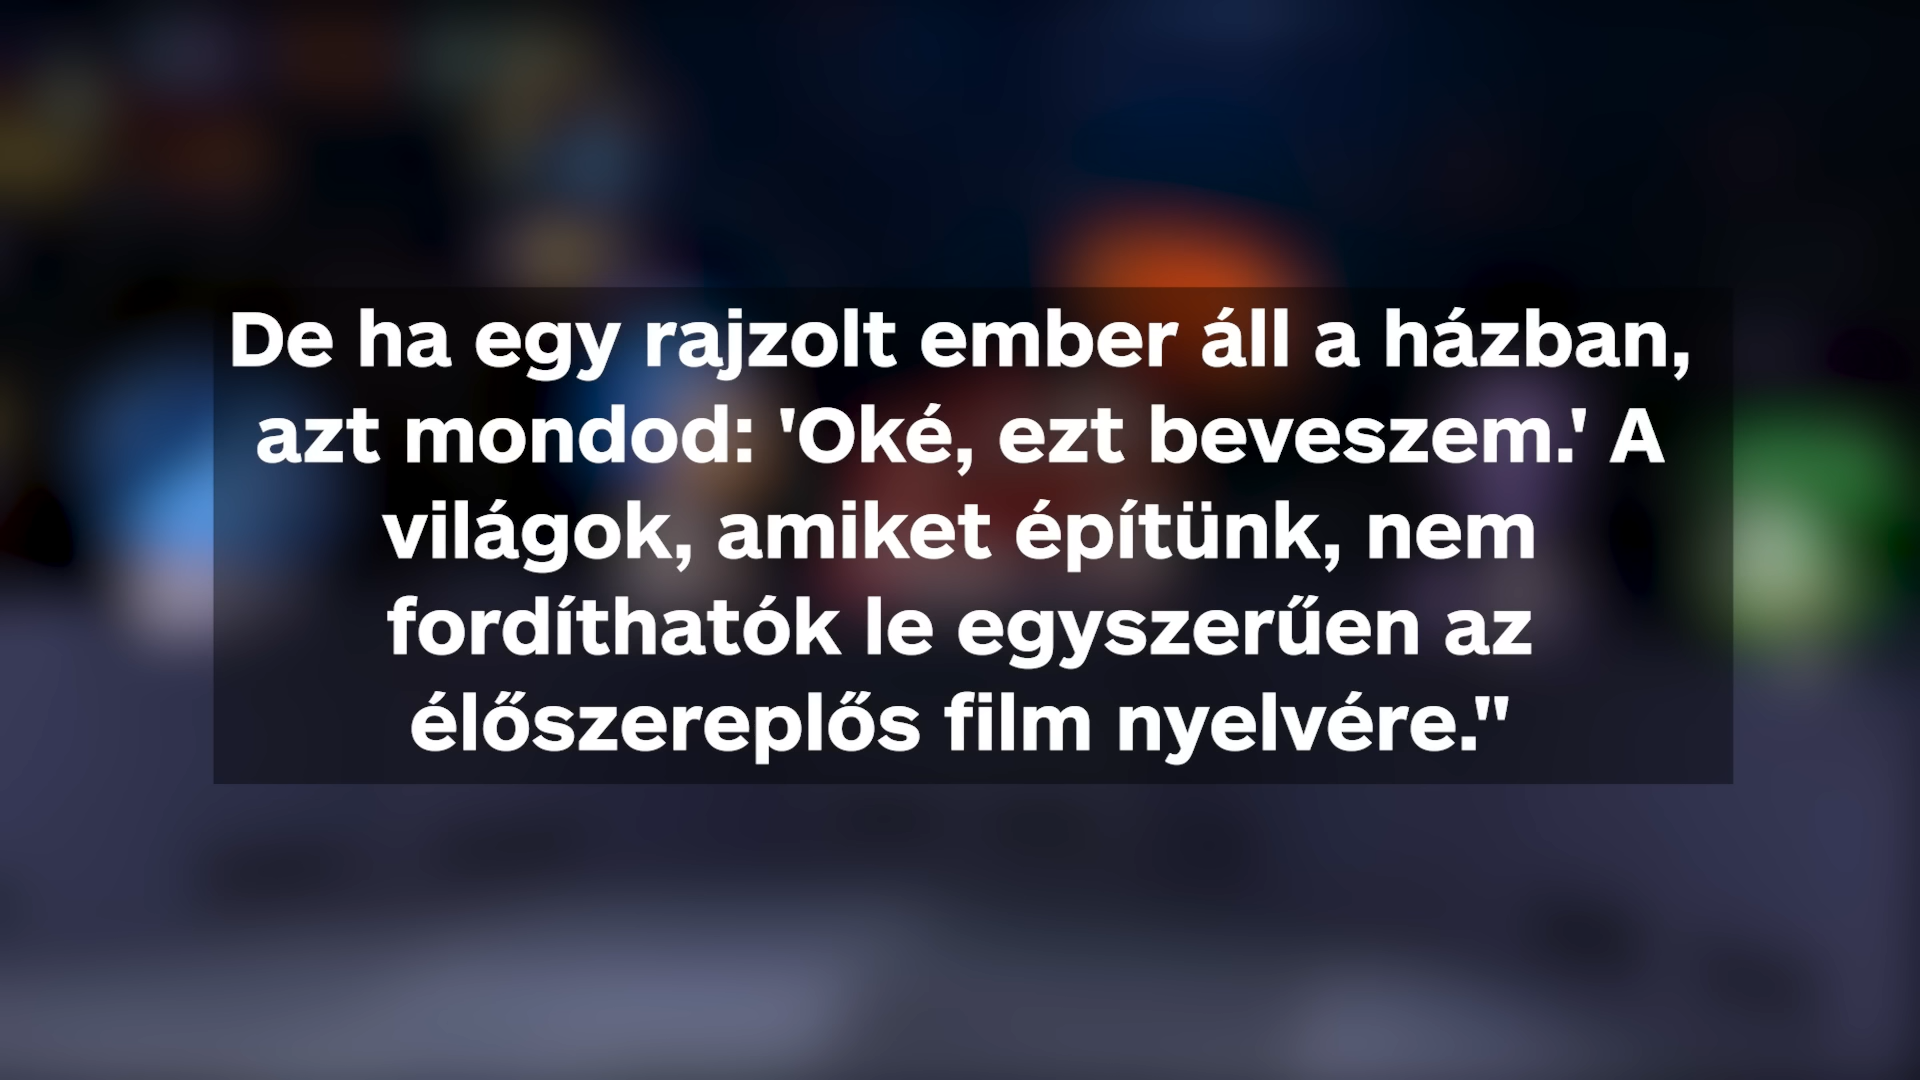 De ha egy rajzolt ember áll a házban,
azt mondod: 'Oké, ezt beveszem.' A
világok, amiket építünk, nem
fordíthatók le egyszerűen az
élőszereplős film nyelvére."